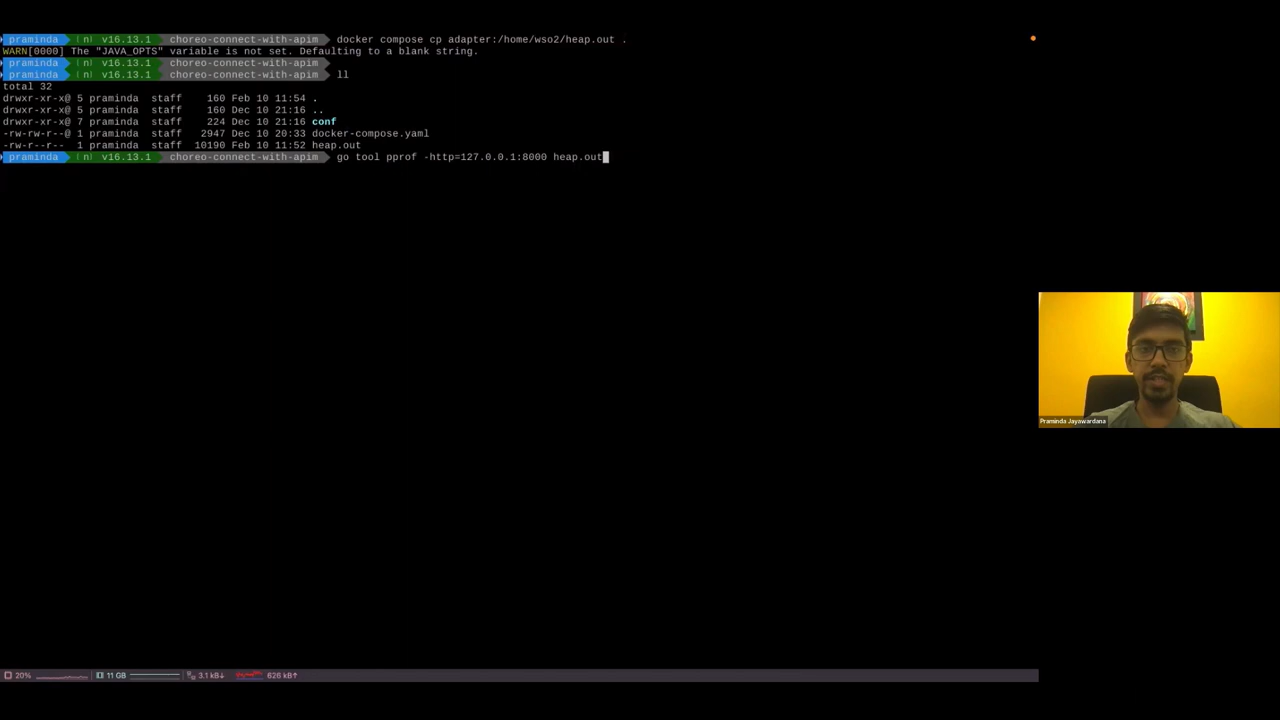 praminda n v16.13.1 choreo-connect-with-apim docker compose cp adapter:/home/wso2/heap.out .
WARN[0000] The "JAVA_OPTS" variable is not set. Defaulting to a blank string.
praminda n v16.13.1 choreo-connect-with-apim
praminda n v16.13.1 choreo-connect-with-apim ll
total 32
drwxr-xr-x@ 5 praminda staff 160 Feb 10 11:54 .
drwxr-xr-x@ 5 praminda staff 160 Dec 10 21:16 ..
drwxr-xr-x@ 7 praminda staff 224 Dec 10 21:16 conf
-rw-rw-r--@ 1 praminda staff 2947 Dec 10 20:33 docker-compose.yaml
-rw-r--r-- 1 praminda staff 10190 Feb 10 11:52 heap.out
praminda n v16.13.1 choreo-connect-with-apim go tool pprof -http=127.0.0.1:8000 heap.out
Praminda Jayawardana
20% 11 GB 3.1 kB↓ 626 kB↑